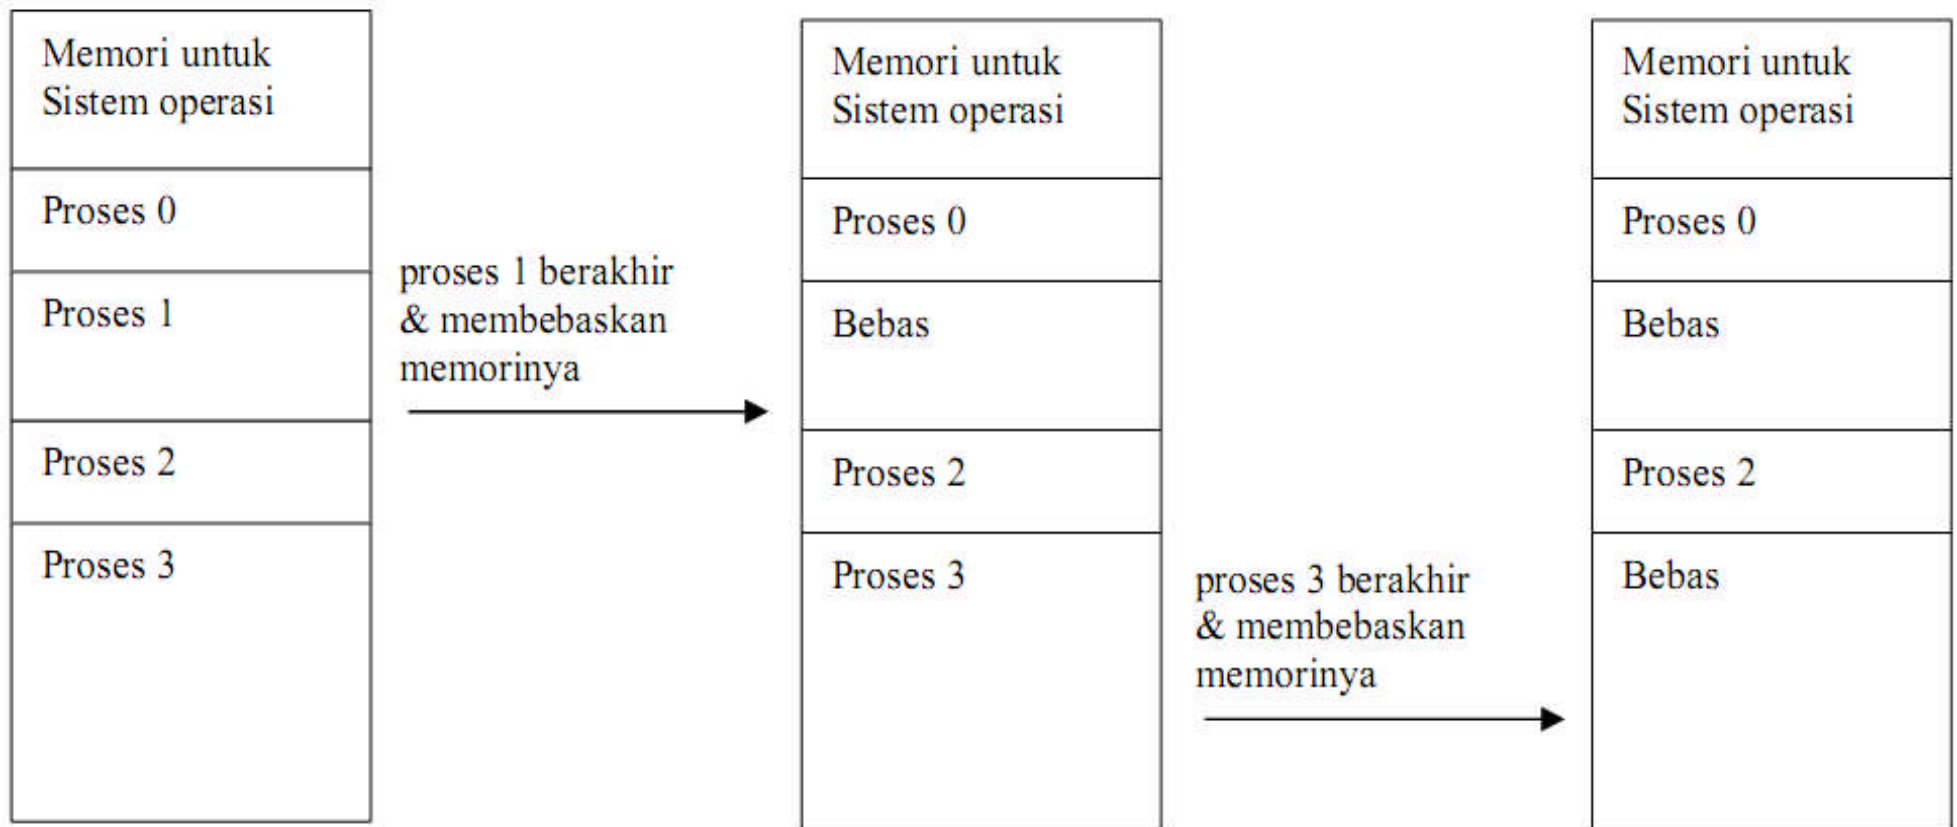 Memori untuk
Sistem operasi
Proses 0
Proses 1
Proses 2
Proses 3
proses 1 berakhir
& membebaskan
memorinya
Memori untuk
Sistem operasi
Proses 0
Bebas
Proses 2
Proses 3
proses 3 berakhir
& membebaskan
memorinya
Memori untuk
Sistem operasi
Proses 0
Bebas
Proses 2
Bebas